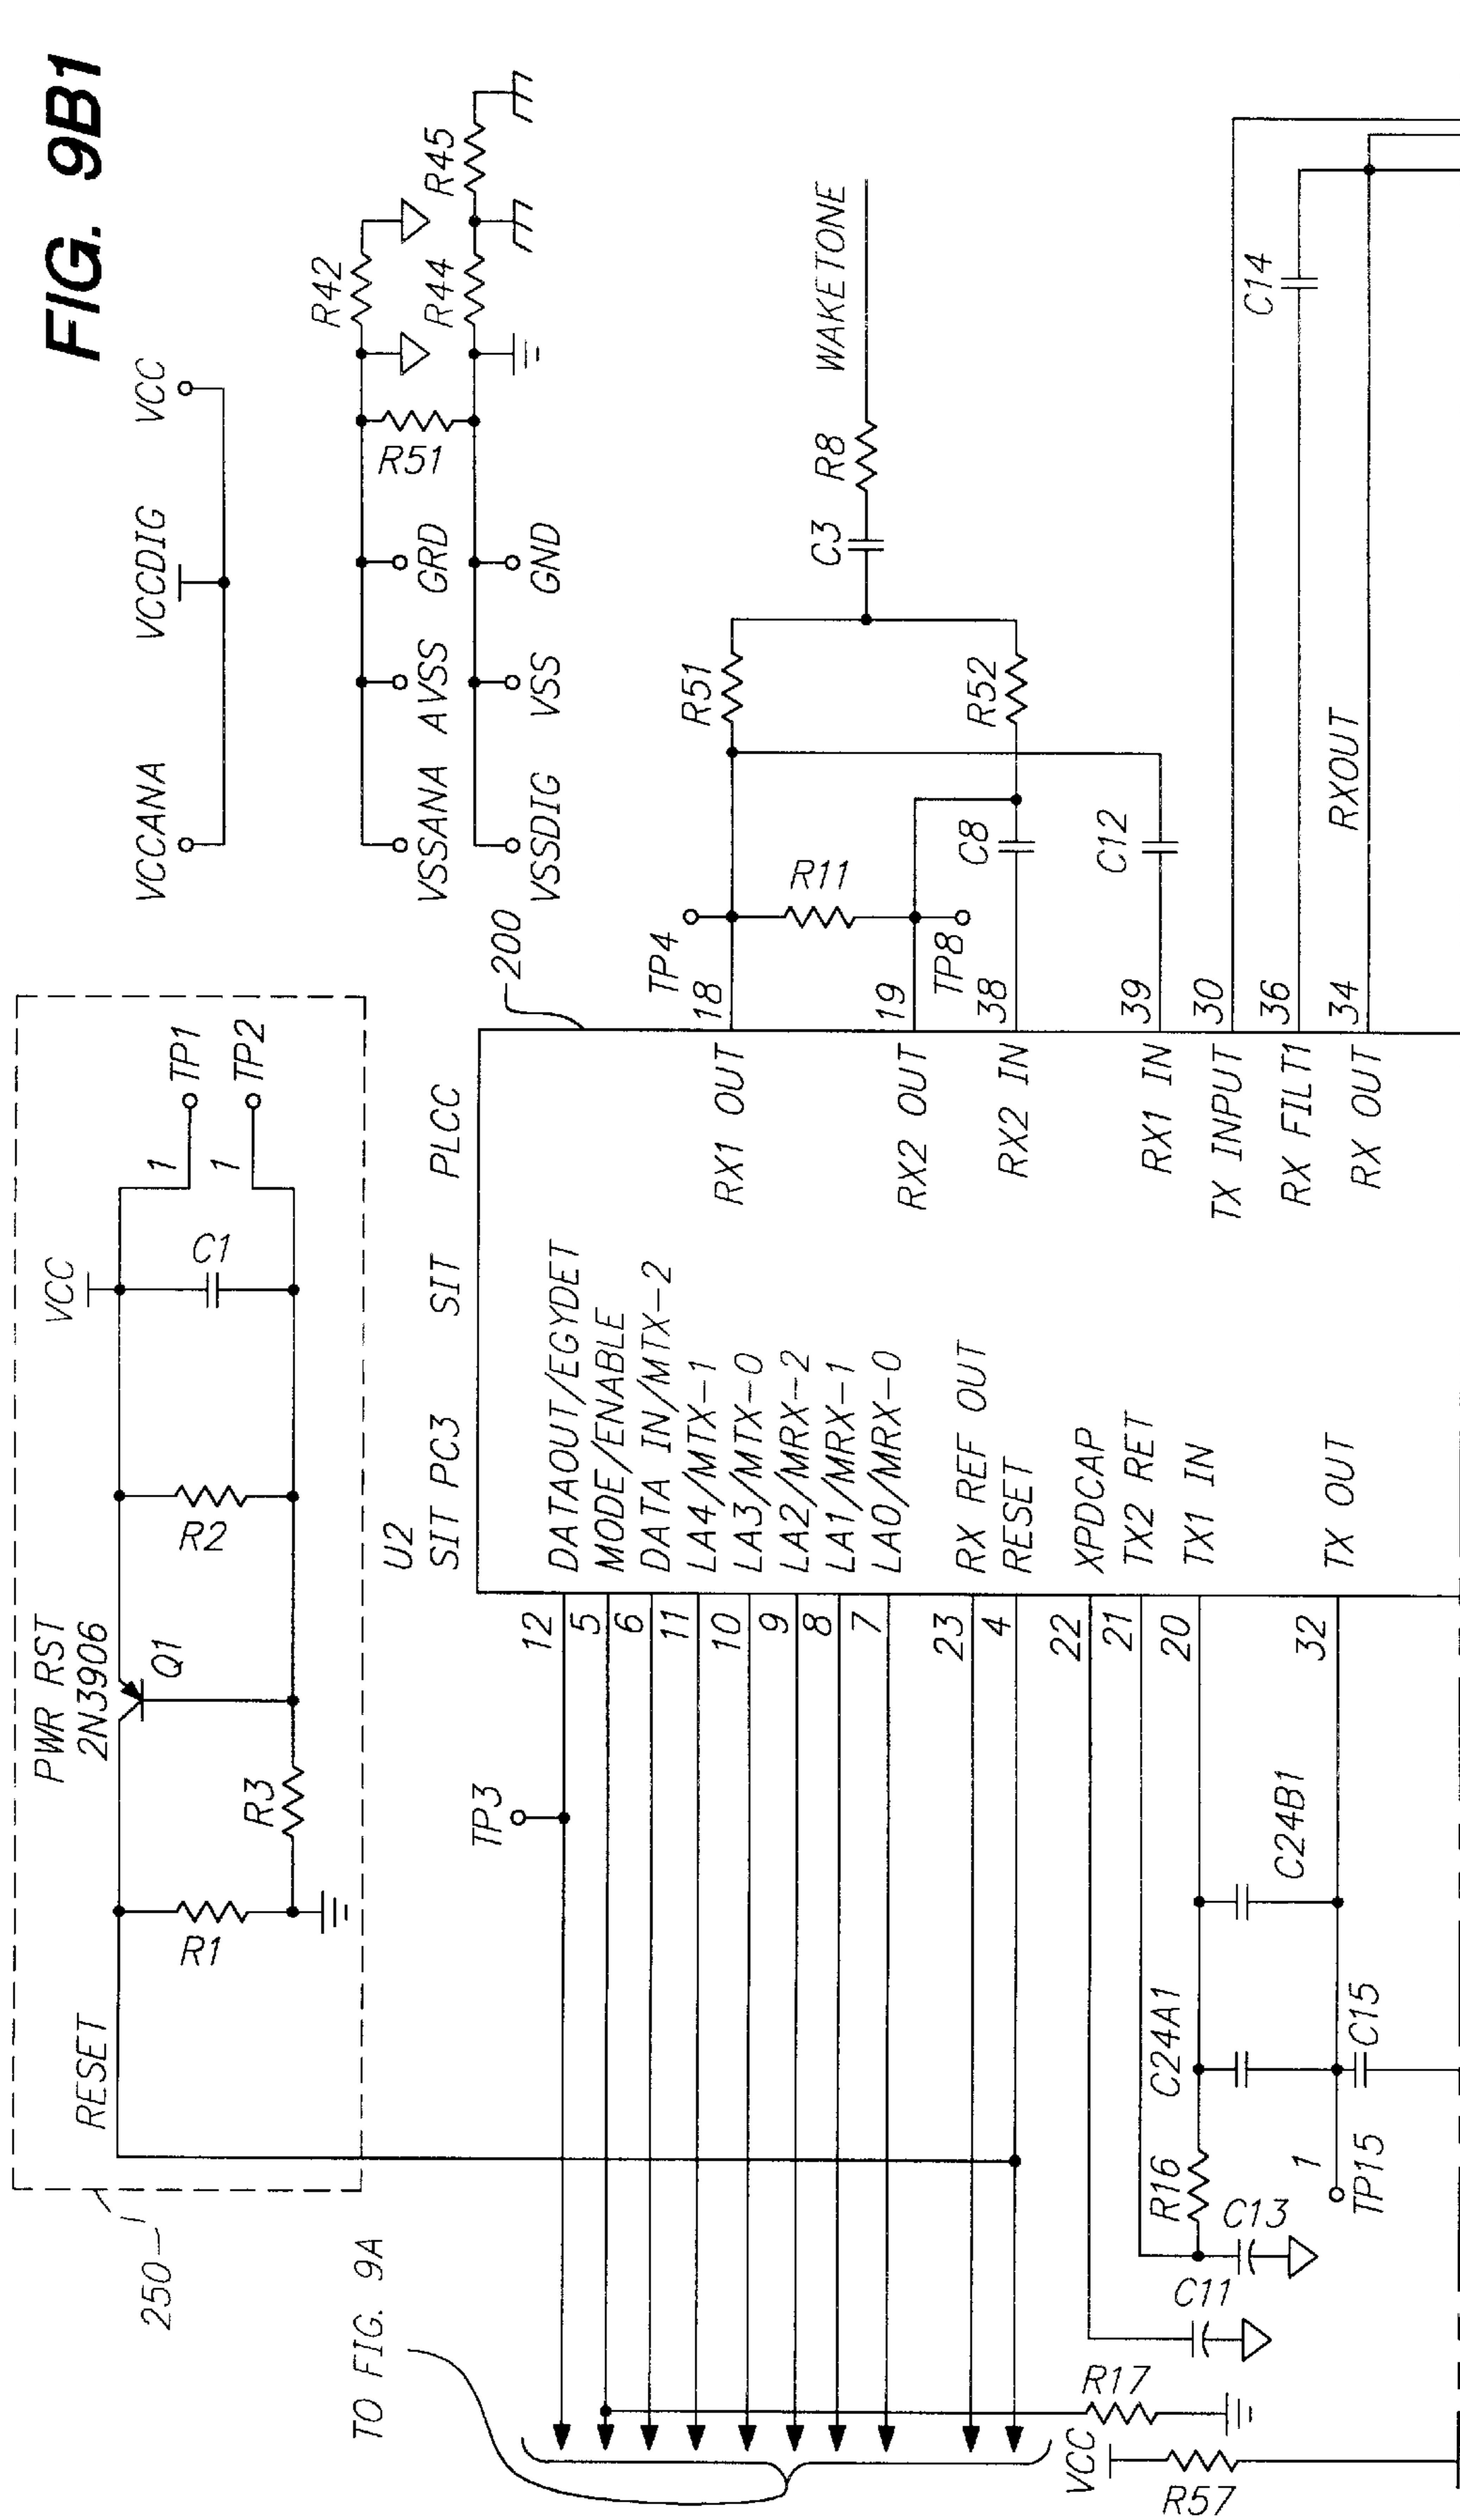 FIG. 9B1
PWR RST
2N3906
Q1
VCC
RESET
R1
R3
R2
C1
1
TP1
1
TP2
250
VCCANA
VCCDIG
VCC
R42
R51
VSSANA
AVSS
GRD
R44
R45
VSSDIG
VSS
GND
TO FIG. 9A
U2
SIT PC3
SIT
PLCC
200
TP3
12
DATAOUT/EGYDET
5
MODE/ENABLE
6
DATA IN/MTX-2
11
LA4/MTX-1
10
LA3/MTX-0
9
LA2/MRX-2
8
LA1/MRX-1
7
LA0/MRX-0
23
RX REF OUT
4
RESET
22
XPDCAP
21
TX2 RET
20
TX1 IN
32
TX OUT
RX1 OUT
18
TP4
RX2 OUT
19
TP8
RX2 IN
38
RX1 IN
39
TX INPUT
30
RX FILT1
36
RX OUT
34
R11
R51
R52
C8
C12
C3
R8
WAKETONE
C14
RXOUT
VCC
R17
R57
C11
C13
R16
C24A1
C24B1
1
TP15
C15